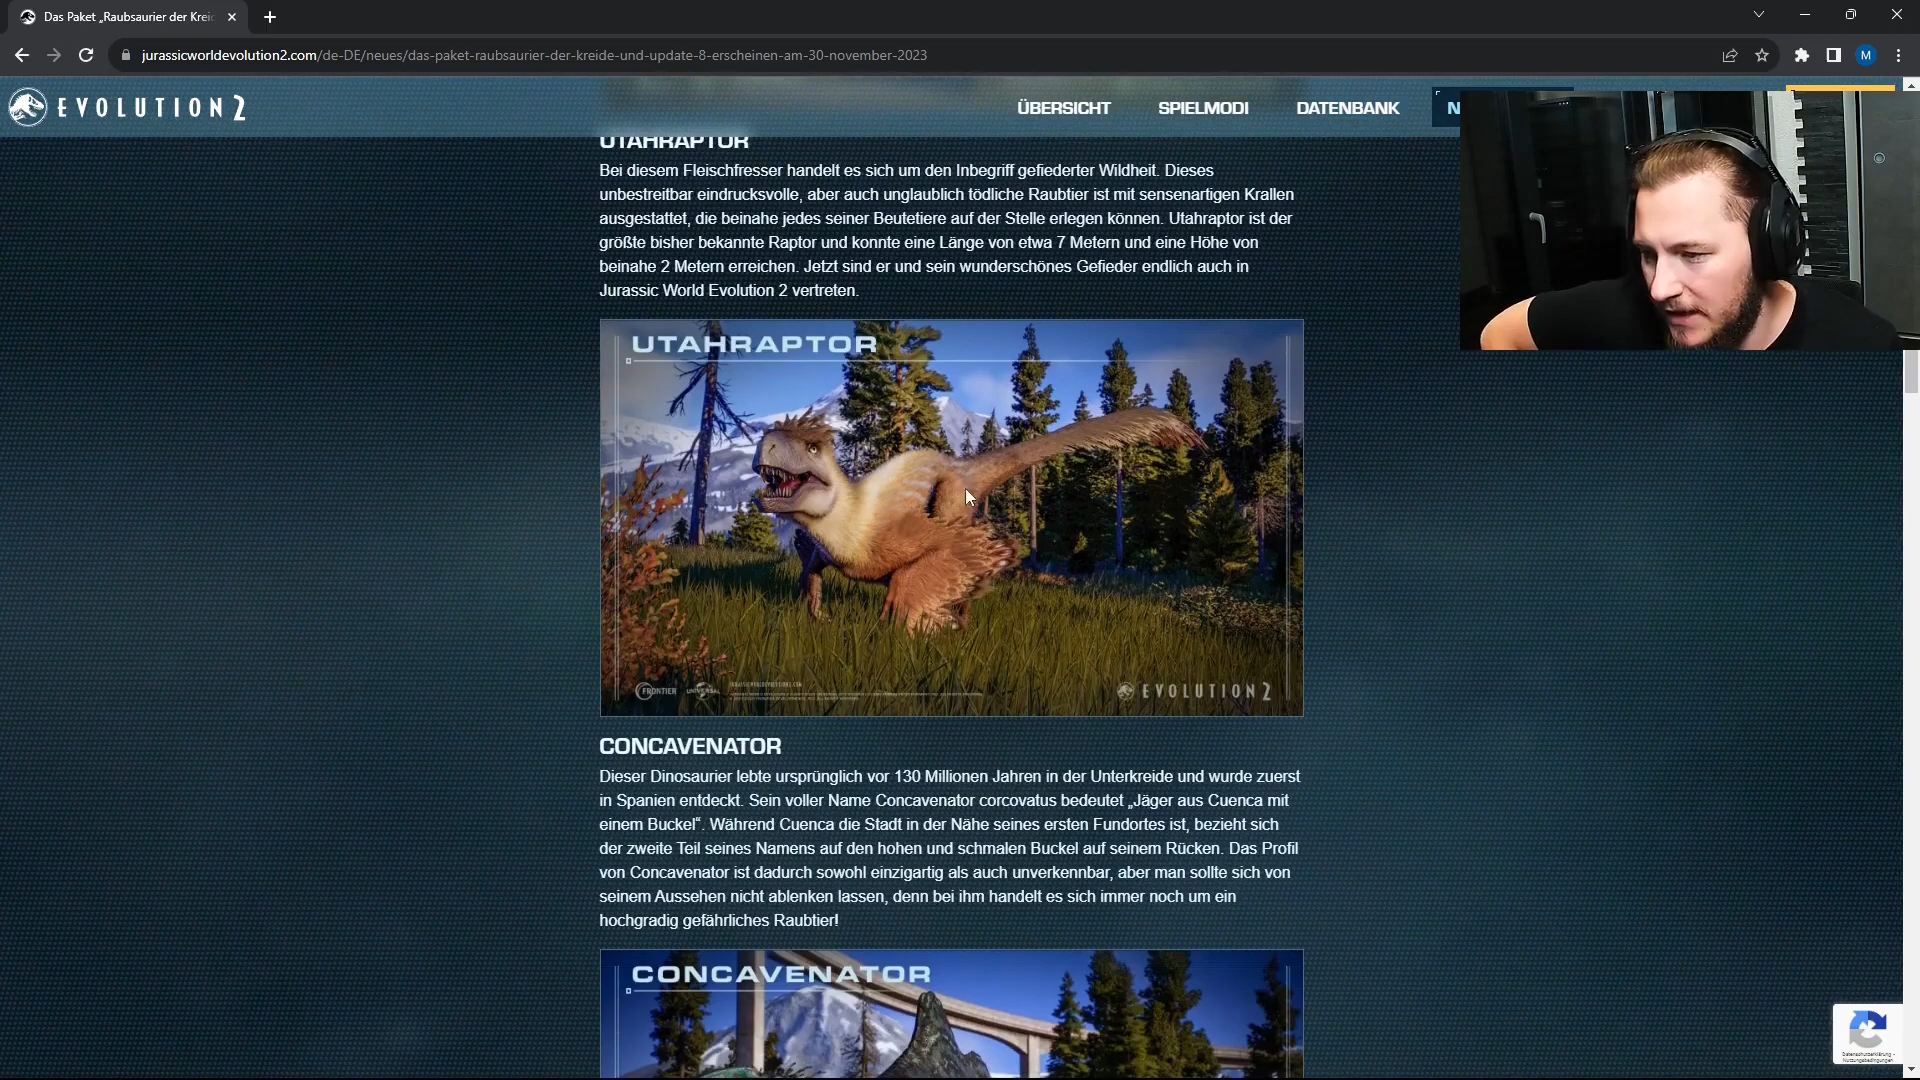 Das Paket „Raubsaurier der Kreid
jurassicworldevolution2.com/de-DE/neues/das-paket-raubsaurier-der-kreide-und-update-8-erscheinen-am-30-november-2023
M
EVOLUTION 2
ÜBERSICHT SPIELMODI DATENBANK N
UTAHRAPTOR
Bei diesem Fleischfresser handelt es sich um den Inbegriff gefiederter Wildheit. Dieses
unbestreitbar eindrucksvolle, aber auch unglaublich tödliche Raubtier ist mit sensenartigen Krallen
ausgestattet, die beinahe jedes seiner Beutetiere auf der Stelle erlegen können. Utahraptor ist der
größte bisher bekannte Raptor und konnte eine Länge von etwa 7 Metern und eine Höhe von
beinahe 2 Metern erreichen. Jetzt sind er und sein wunderschönes Gefieder endlich auch in
Jurassic World Evolution 2 vertreten.
UTAHRAPTOR
FRONTIER UNIVERSAL
JURASSICWORLDEVOLUTION2.COM
EVOLUTION 2
CONCAVENATOR
Dieser Dinosaurier lebte ursprünglich vor 130 Millionen Jahren in der Unterkreide und wurde zuerst
in Spanien entdeckt. Sein voller Name Concavenator corcovatus bedeutet „Jäger aus Cuenca mit
einem Buckel“. Während Cuenca die Stadt in der Nähe seines ersten Fundortes ist, bezieht sich
der zweite Teil seines Namens auf den hohen und schmalen Buckel auf seinem Rücken. Das Profil
von Concavenator ist dadurch sowohl einzigartig als auch unverkennbar, aber man sollte sich von
seinem Aussehen nicht ablenken lassen, denn bei ihm handelt es sich immer noch um ein
hochgradig gefährliches Raubtier!
CONCAVENATOR
Datenschutzerklärung -
Nutzungsbedingungen